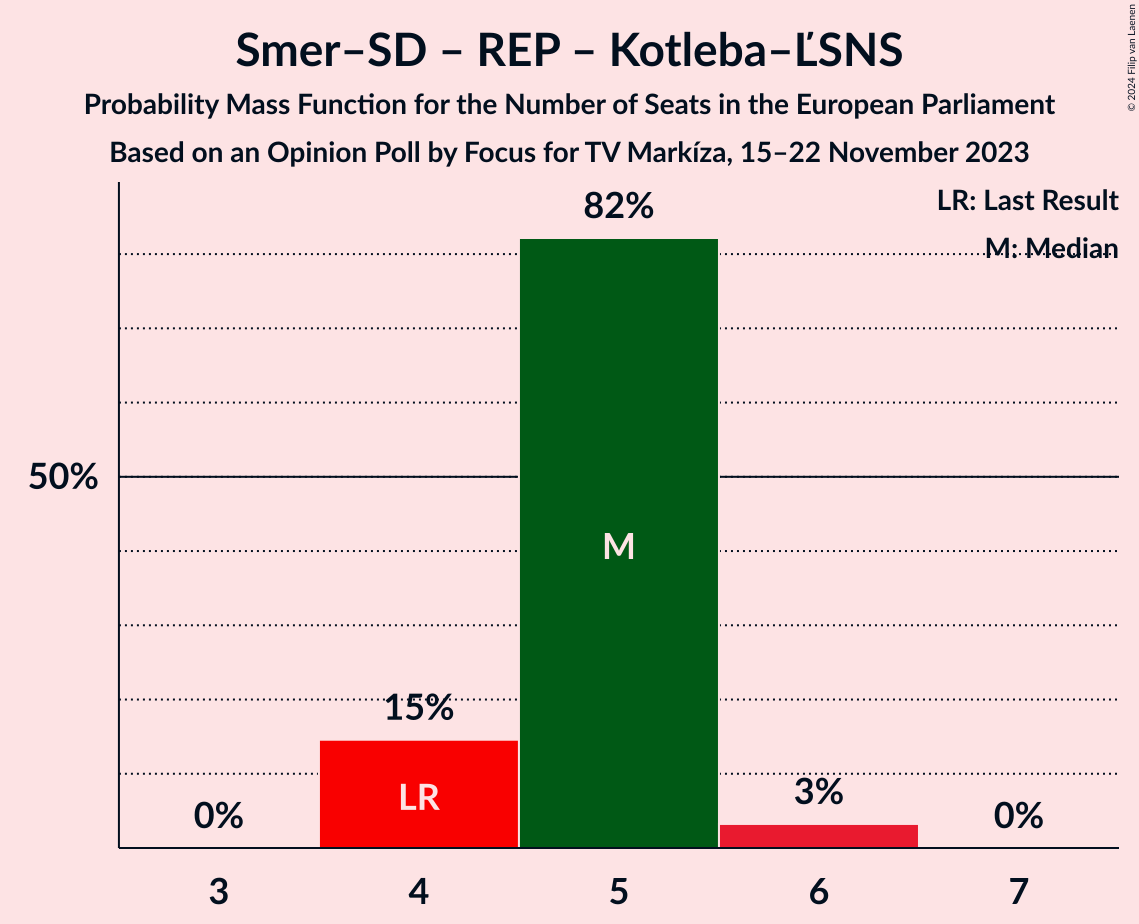 Smer–SD – REP – Kotleba–ĽSNS
Probability Mass Function for the Number of Seats in the European Parliament
Based on an Opinion Poll by Focus for TV Markíza, 15–22 November 2023
© 2024 Filip van Laenen
LR: Last Result
M: Median
82%
50%
M
15%
LR
3%
0%
0%
3 4 5 6 7